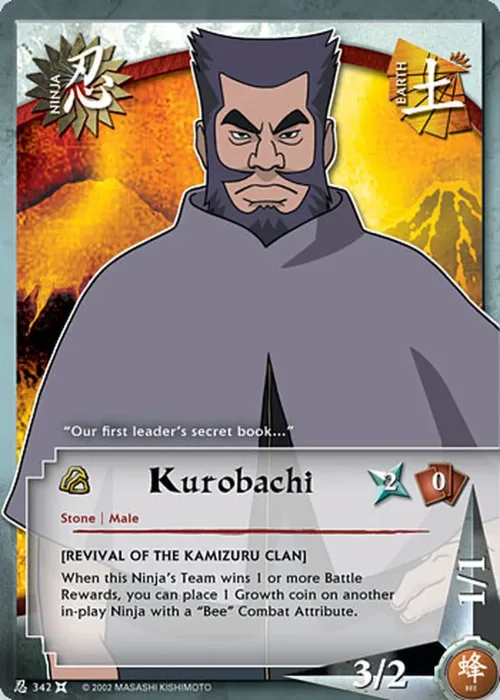 NINJA
忍
EARTH
土
"Our first leader's secret book..."
Kurobachi
2
0
Stone | Male
[REVIVAL OF THE KAMIZURU CLAN]
When this Ninja's Team wins 1 or more Battle
Rewards, you can place 1 Growth coin on another
in-play Ninja with a "Bee" Combat Attribute.
1/1
3/2
蜂
BEE
忍 342
© 2002 MASASHI KISHIMOTO